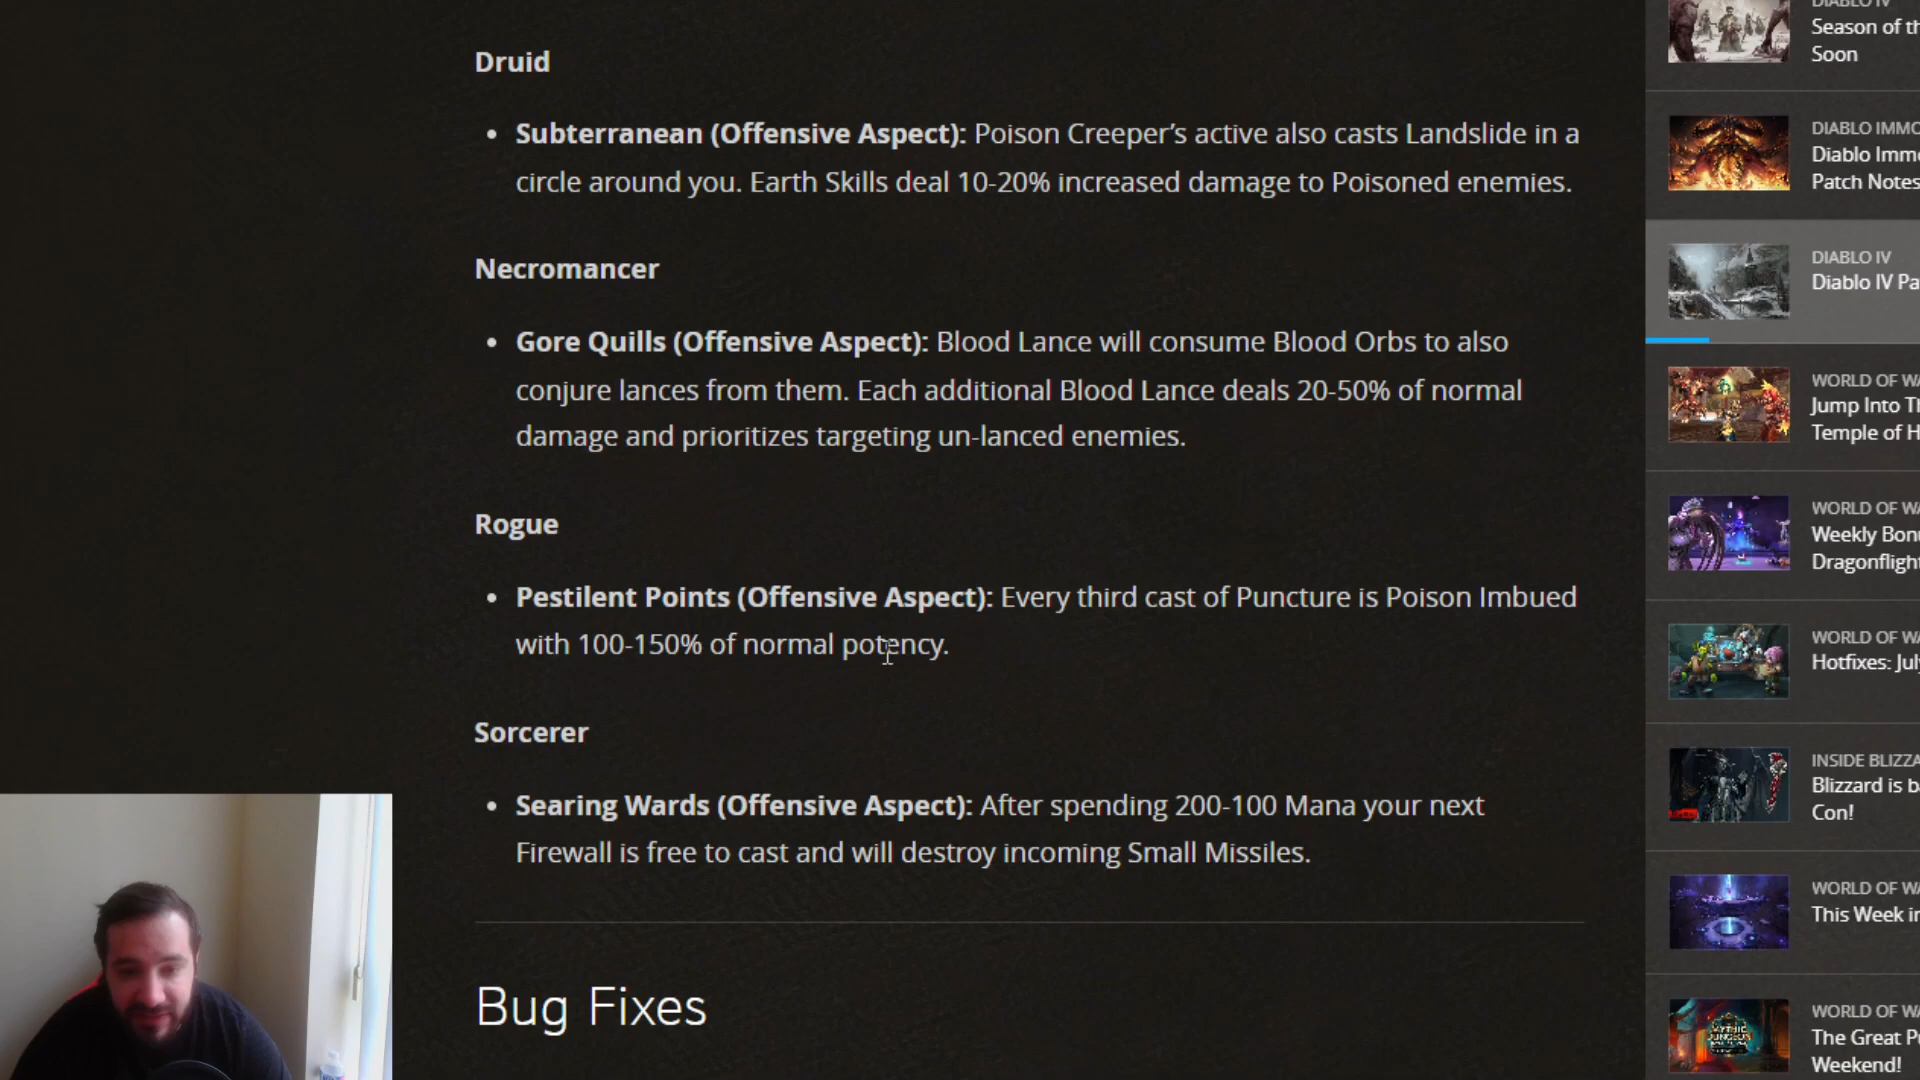 Druid
• Subterranean (Offensive Aspect): Poison Creeper’s active also casts Landslide in a
circle around you. Earth Skills deal 10-20% increased damage to Poisoned enemies.
Necromancer
• Gore Quills (Offensive Aspect): Blood Lance will consume Blood Orbs to also
conjure lances from them. Each additional Blood Lance deals 20-50% of normal
damage and prioritizes targeting un-lanced enemies.
Rogue
• Pestilent Points (Offensive Aspect): Every third cast of Puncture is Poison Imbued
with 100-150% of normal potency.
Sorcerer
• Searing Wards (Offensive Aspect): After spending 200-100 Mana your next
Firewall is free to cast and will destroy incoming Small Missiles.
Bug Fixes
DIABLO IV
Season of th
Soon
DIABLO IMMO
Diablo Imm
Patch Notes
DIABLO IV
Diablo IV Pa
WORLD OF WA
Jump Into T
Temple of H
WORLD OF WA
Weekly Bon
Dragonflight
WORLD OF WA
Hotfixes: Jul
INSIDE BLIZZA
Blizzard is b
Con!
WORLD OF WA
This Week i
WORLD OF WA
The Great P
Weekend!
MYTHIC
DUNGEON